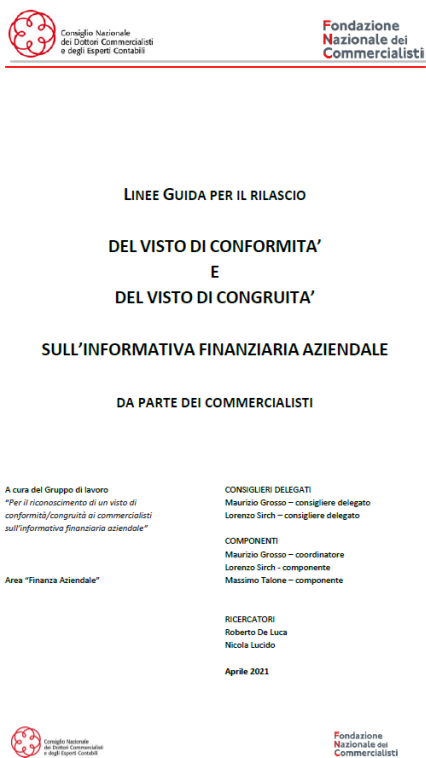 Consiglio Nazionale
dei Dottori Commercialisti
e degli Esperti Contabili
Fondazione
Nazionale dei
Commercialisti
LINEE GUIDA PER IL RILASCIO
DEL VISTO DI CONFORMITA’
E
DEL VISTO DI CONGRUITA’
SULL’INFORMATIVA FINANZIARIA AZIENDALE
DA PARTE DEI COMMERCIALISTI
A cura del Gruppo di lavoro
“Per il riconoscimento di un visto di
conformità/congruità ai commercialisti
sull’informativa finanziaria aziendale”
Area “Finanza Aziendale”
CONSIGLIERI DELEGATI
Maurizio Grosso – consigliere delegato
Lorenzo Sirch – consigliere delegato
COMPONENTI
Maurizio Grosso – coordinatore
Lorenzo Sirch - componente
Massimo Talone – componente
RICERCATORI
Roberto De Luca
Nicola Lucido
Aprile 2021
Consiglio Nazionale
dei Dottori Commercialisti
e degli Esperti Contabili
Fondazione
Nazionale dei
Commercialisti